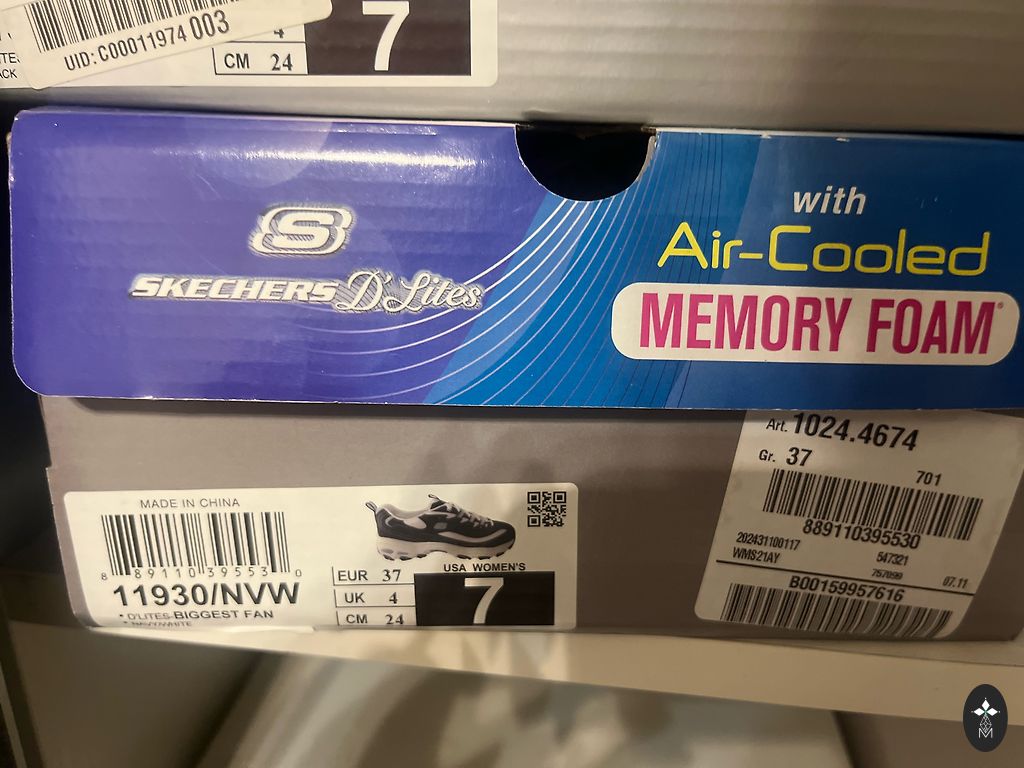 UID: C00011974 003
4
CM 24
7
S
SKECHERS D'Lites
with
Air-Cooled
MEMORY FOAM
Art. 1024.4674
Gr. 37
701
889110395530
202431100117
547321
WMS21AY
757099
07.11
B00159957616
MADE IN CHINA
8 89110 39553 0
11930/NVW
• D'LITES-BIGGEST FAN
* NAVY/WHITE
EUR 37
UK 4
CM 24
USA WOMEN'S
7
M